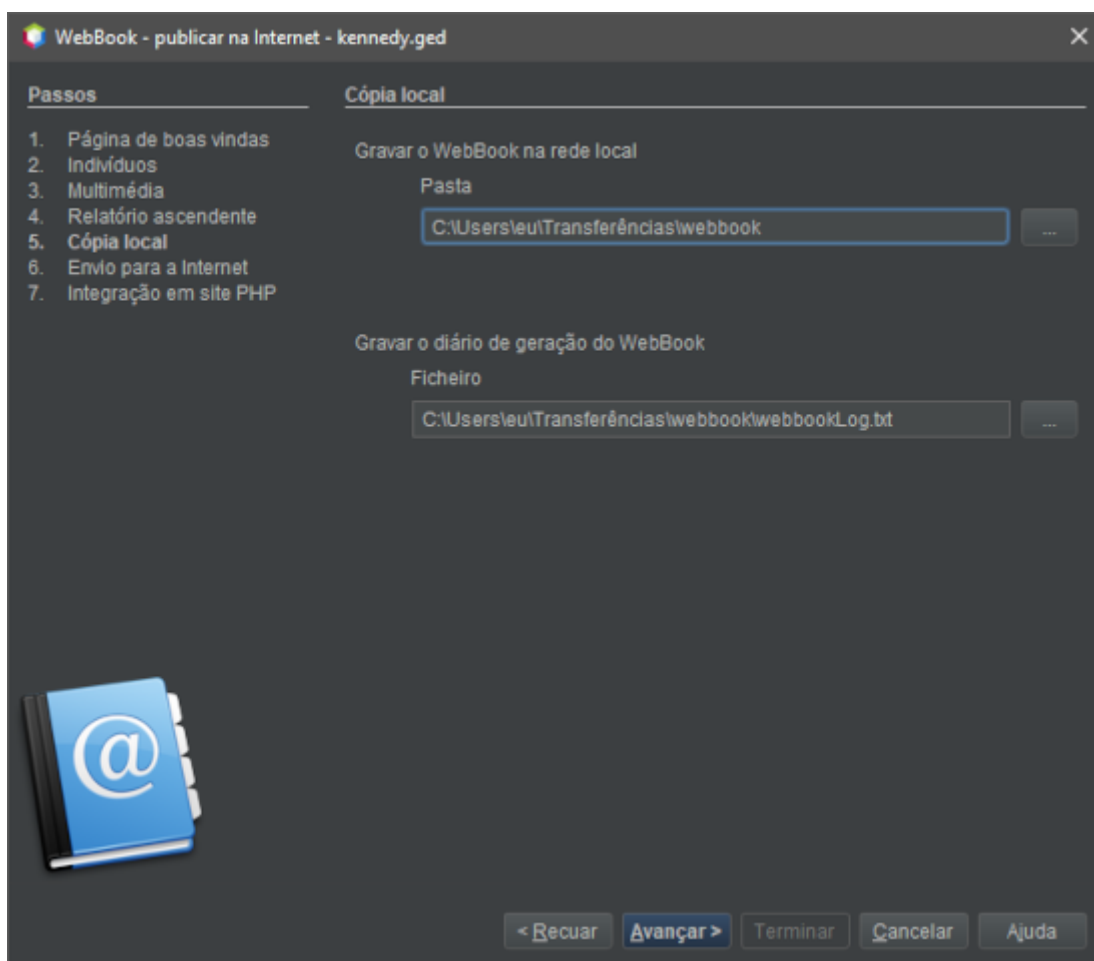 WebBook - publicar na Internet - kennedy.ged
Passos
1. Página de boas vindas
2. Indivíduos
3. Multimédia
4. Relatório ascendente
5. Cópia local
6. Envio para a Internet
7. Integração em site PHP
Cópia local
Gravar o WebBook na rede local
Pasta
C:\Users\eu\Transferências\webbook
...
Gravar o diário de geração do WebBook
Ficheiro
C:\Users\eu\Transferências\webbook\webbookLog.txt
...
@
< Recuar Avançar > Terminar Cancelar Ajuda